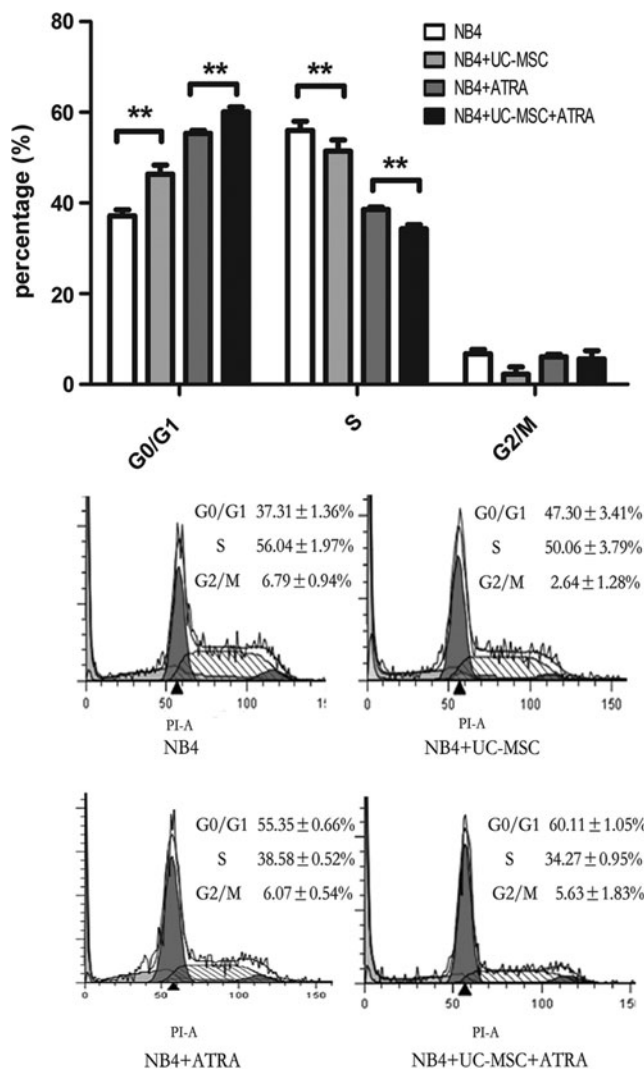 80
60
40
20
0
percentage (%)
NB4
NB4+UC-MSC
NB4+ATRA
NB4+UC-MSC+ATRA
** ** ** **
G0/G1 S G2/M
G0/G1 37.31±1.36%
S 56.04±1.97%
G2/M 6.79±0.94%
0 50 100
PI-A
NB4
G0/G1 47.30±3.41%
S 50.06±3.79%
G2/M 2.64±1.28%
0 50 100 150
PI-A
NB4+UC-MSC
G0/G1 55.35±0.66%
S 38.58±0.52%
G2/M 6.07±0.54%
0 50 100 150
PI-A
NB4+ATRA
G0/G1 60.11±1.05%
S 34.27±0.95%
G2/M 5.63±1.83%
0 50 100 150
PI-A
NB4+UC-MSC+ATRA